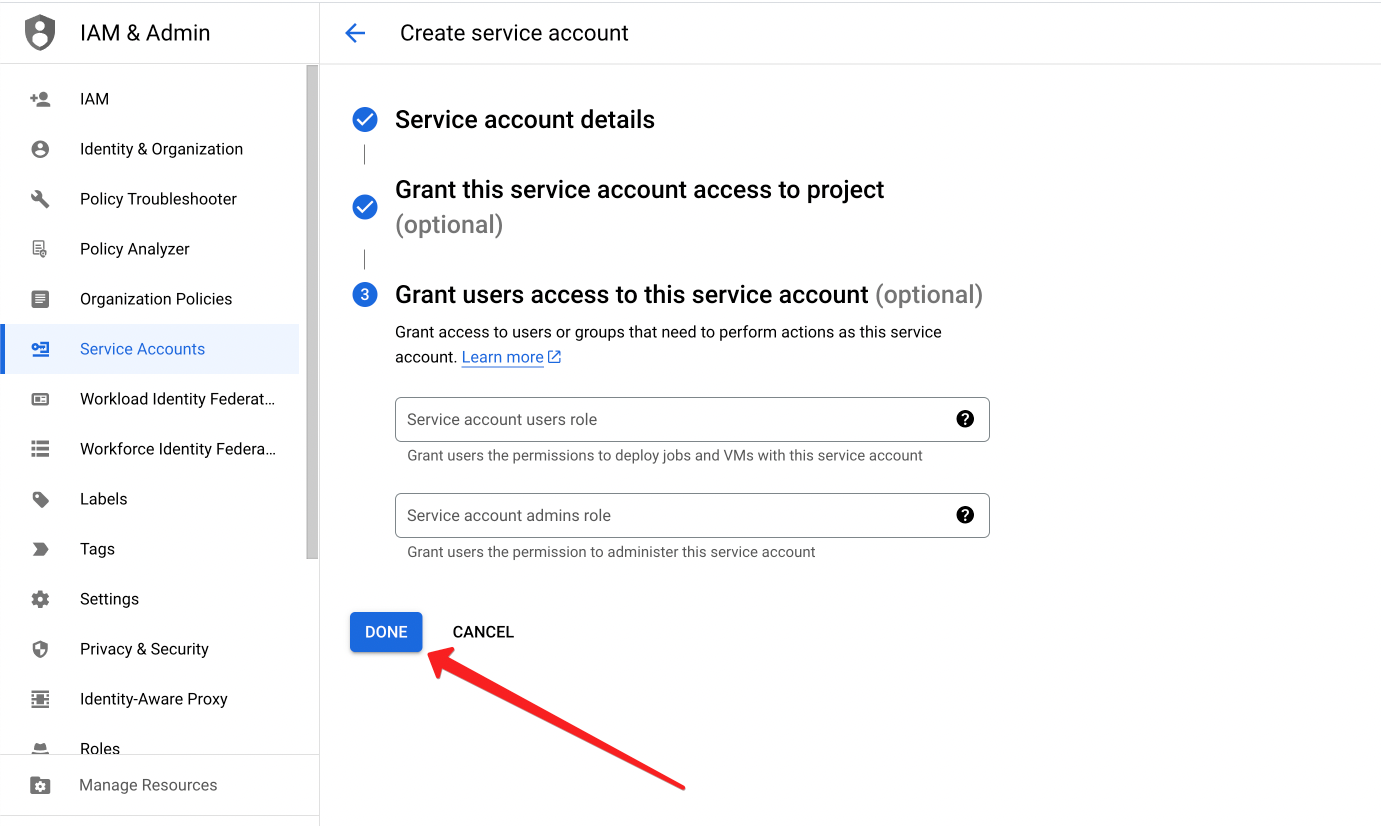 IAM & Admin
Create service account
IAM
Identity & Organization
Policy Troubleshooter
Policy Analyzer
Organization Policies
Service Accounts
Workload Identity Federat...
Workforce Identity Federa...
Labels
Tags
Settings
Privacy & Security
Identity-Aware Proxy
Roles
Manage Resources
Service account details
Grant this service account access to project
(optional)
3 Grant users access to this service account (optional)
Grant access to users or groups that need to perform actions as this service
account. Learn more
Service account users role ?
Grant users the permissions to deploy jobs and VMs with this service account
Service account admins role ?
Grant users the permission to administer this service account
DONE CANCEL